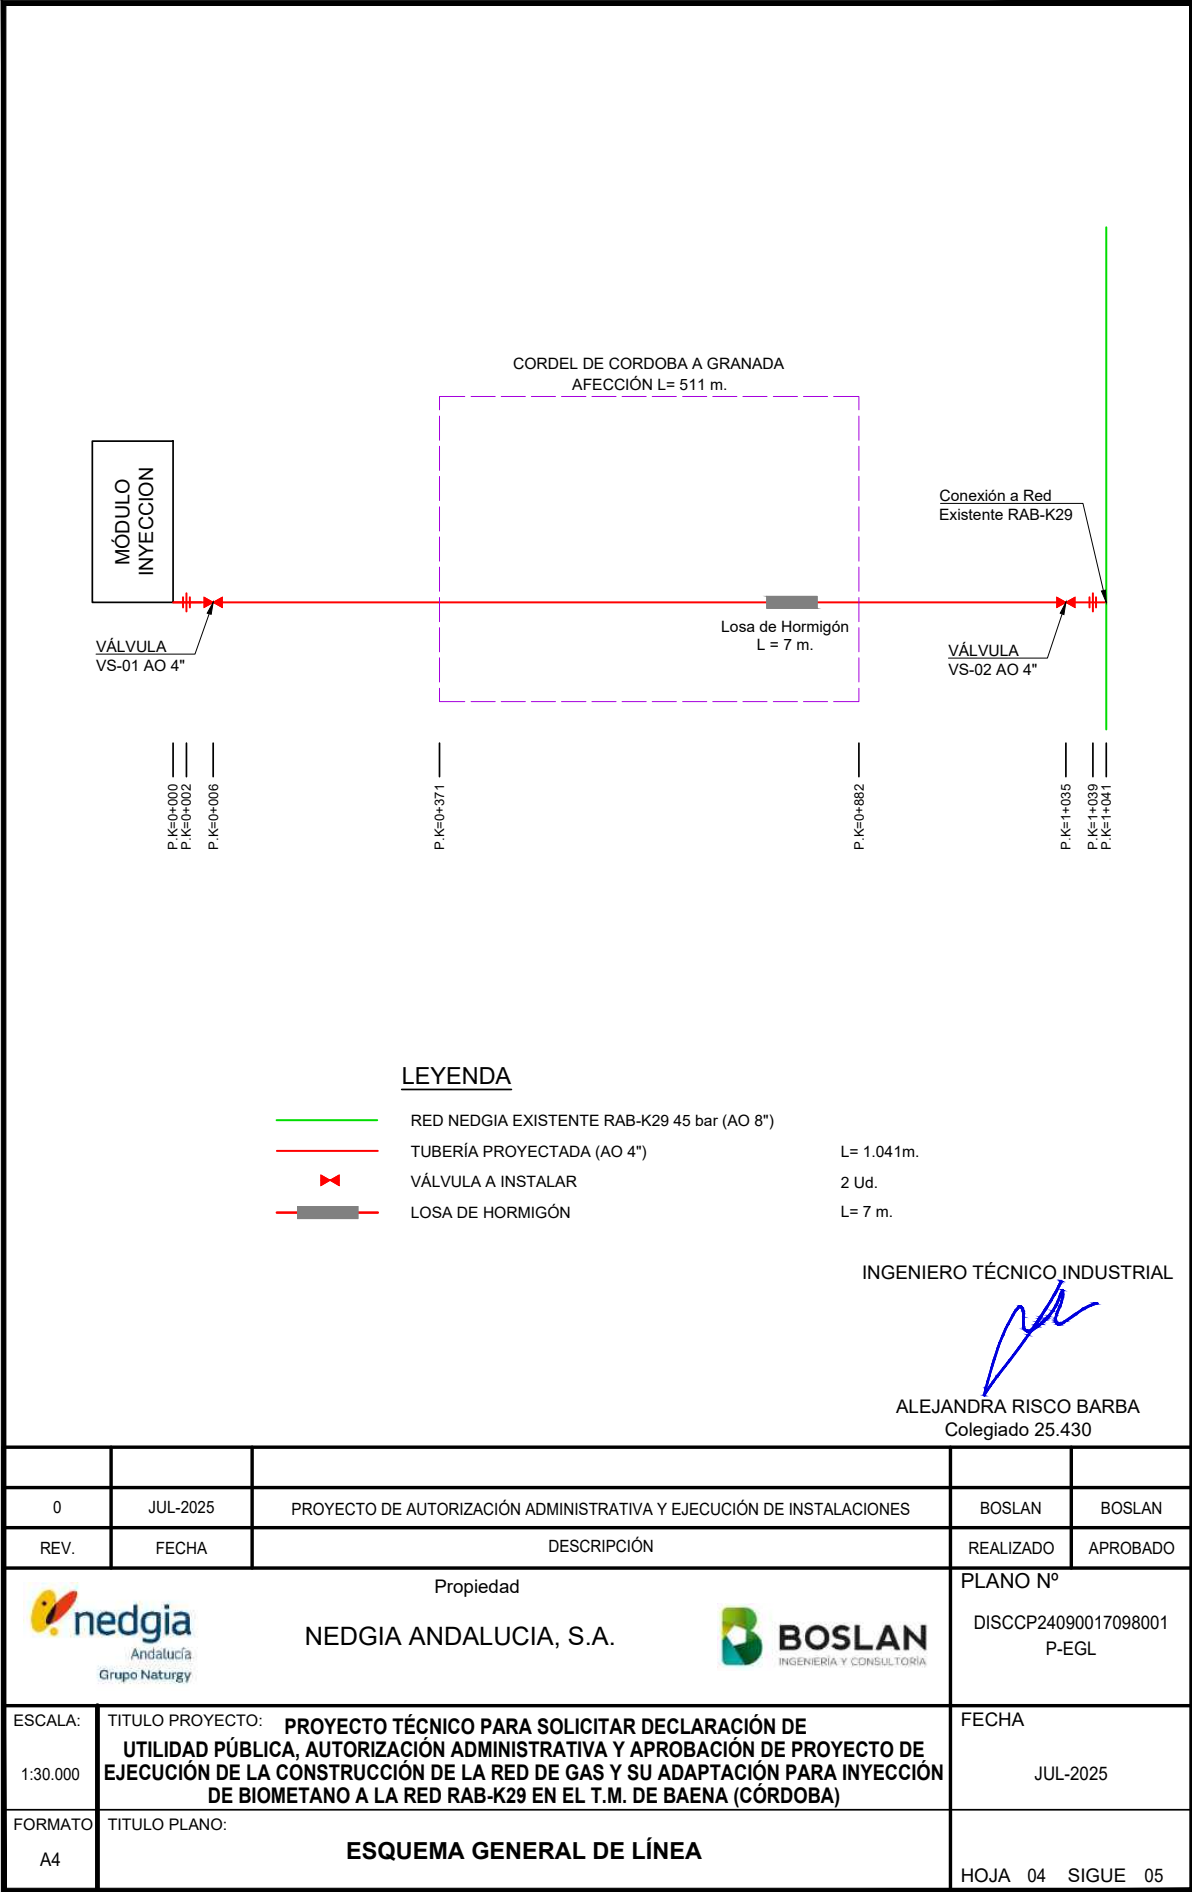 CORDEL DE CORDOBA A GRANADA
AFECCIÓN L= 511 m.
MÓDULO
INYECCION
Conexión a Red
Existente RAB-K29
VÁLVULA
VS-01 AO 4"
Losa de Hormigón
L = 7 m.
VÁLVULA
VS-02 AO 4"
P.K=0+000
P.K=0+002
P.K=0+006
P.K=0+371
P.K=0+882
P.K=1+035
P.K=1+039
P.K=1+041
LEYENDA
RED NEDGIA EXISTENTE RAB-K29 45 bar (AO 8")
TUBERÍA PROYECTADA (AO 4") L= 1.041m.
VÁLVULA A INSTALAR 2 Ud.
LOSA DE HORMIGÓN L= 7 m.
INGENIERO TÉCNICO INDUSTRIAL
ALEJANDRA RISCO BARBA
Colegiado 25.430
0 JUL-2025 PROYECTO DE AUTORIZACIÓN ADMINISTRATIVA Y EJECUCIÓN DE INSTALACIONES BOSLAN BOSLAN
REV. FECHA DESCRIPCIÓN REALIZADO APROBADO
nedgia
Andalucía
Grupo Naturgy
Propiedad
NEDGIA ANDALUCIA, S.A.
BOSLAN
INGENIERÍA Y CONSULTORÍA
PLANO Nº
DISCCP24090017098001
P-EGL
ESCALA:
1:30.000
TITULO PROYECTO: PROYECTO TÉCNICO PARA SOLICITAR DECLARACIÓN DE
UTILIDAD PÚBLICA, AUTORIZACIÓN ADMINISTRATIVA Y APROBACIÓN DE PROYECTO DE
EJECUCIÓN DE LA CONSTRUCCIÓN DE LA RED DE GAS Y SU ADAPTACIÓN PARA INYECCIÓN
DE BIOMETANO A LA RED RAB-K29 EN EL T.M. DE BAENA (CÓRDOBA)
FECHA
JUL-2025
FORMATO
A4
TITULO PLANO:
ESQUEMA GENERAL DE LÍNEA
HOJA 04 SIGUE 05